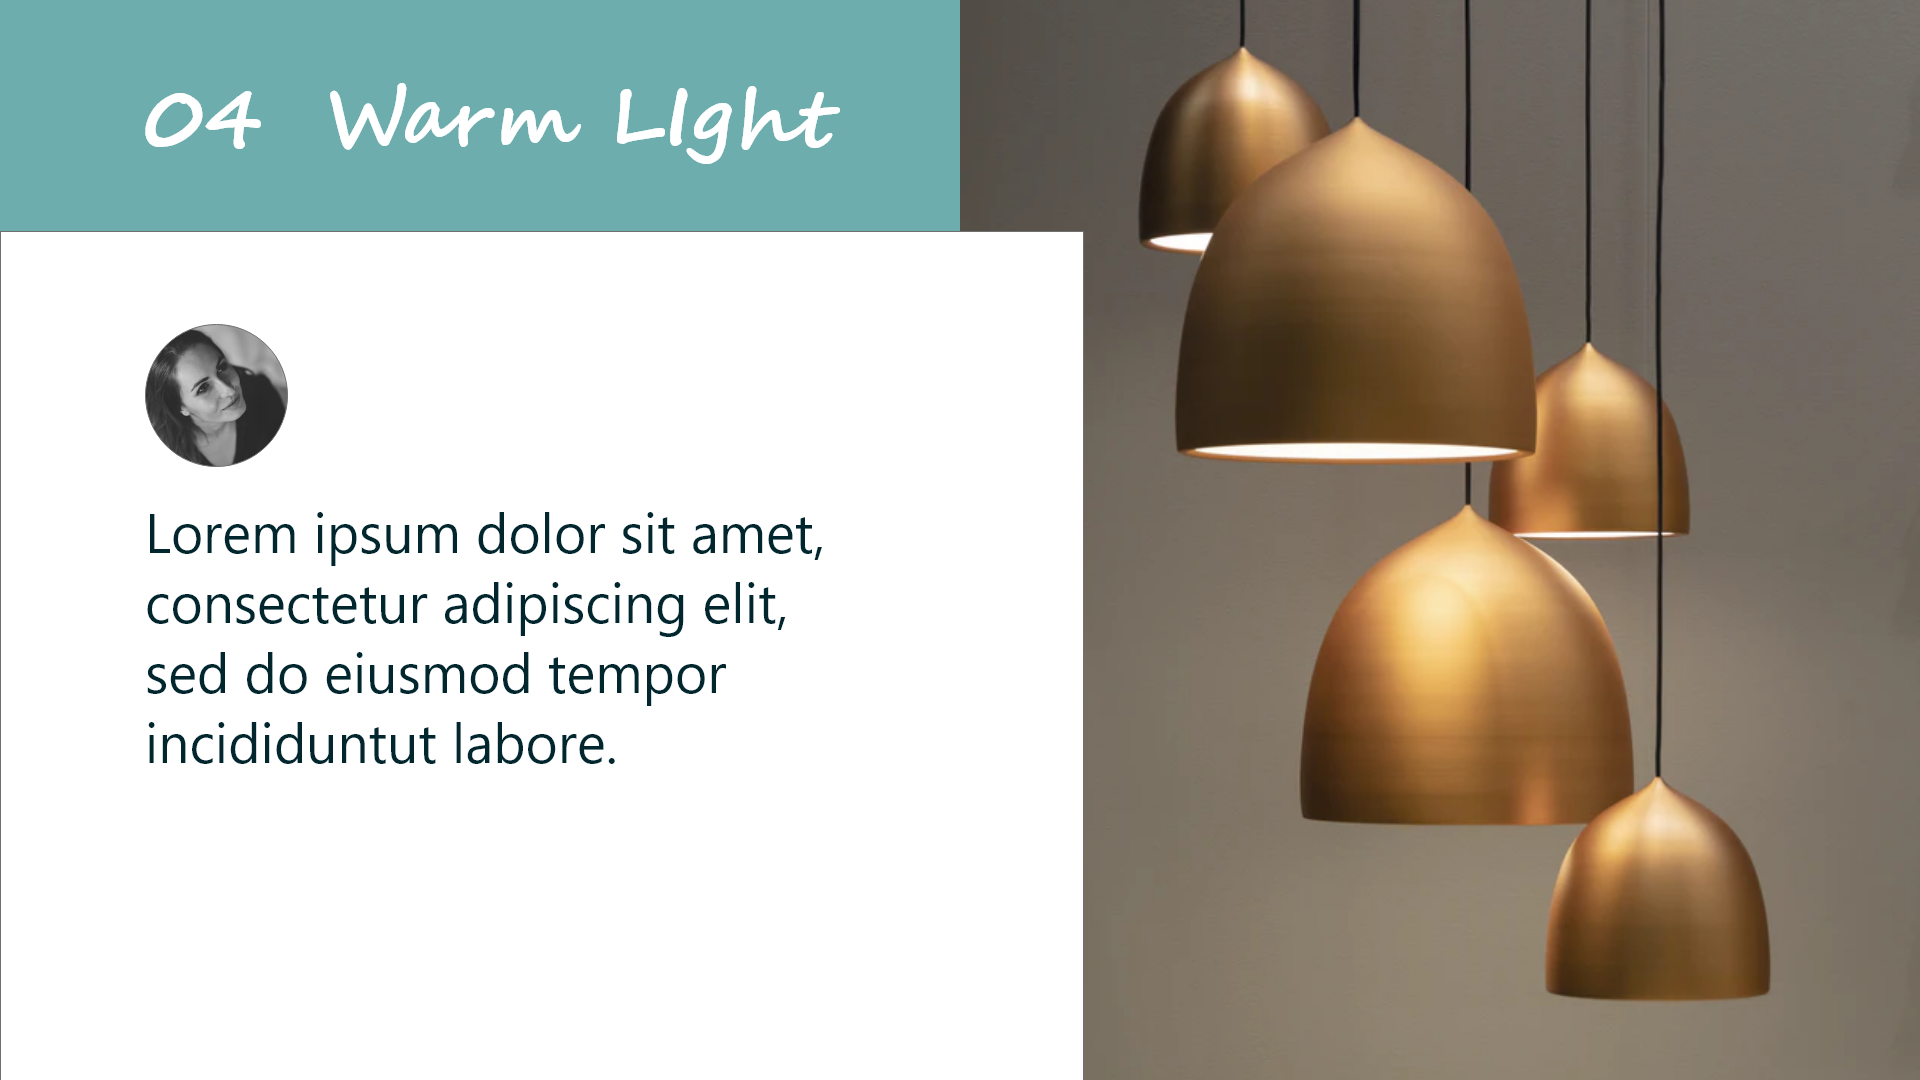 04 Warm LIght
Lorem ipsum dolor sit amet,
consectetur adipiscing elit,
sed do eiusmod tempor
incididuntut labore.